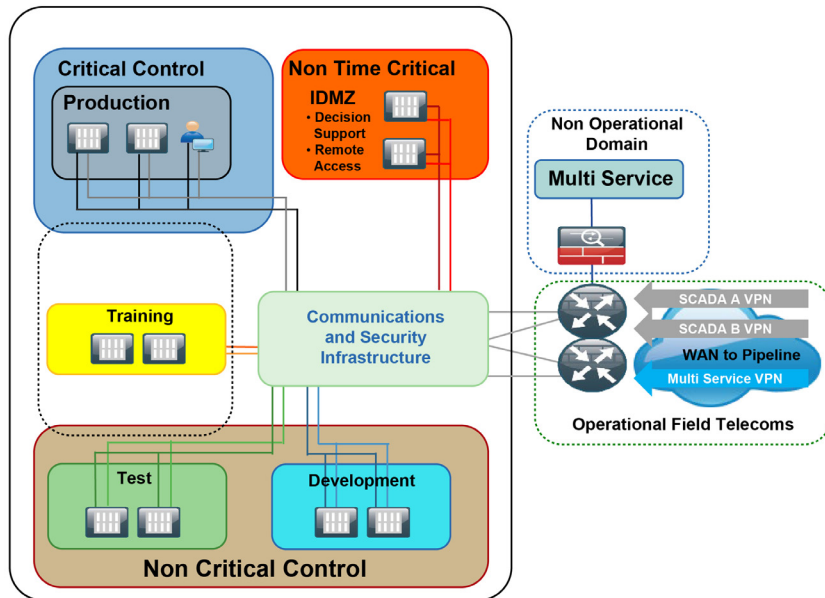 Critical Control
Production
Non Time Critical
IDMZ
• Decision
Support
• Remote
Access
Non Operational
Domain
Multi Service
Training
Communications
and Security
Infrastructure
SCADA A VPN
SCADA B VPN
WAN to Pipeline
Multi Service VPN
Operational Field Telecoms
Test
Development
Non Critical Control